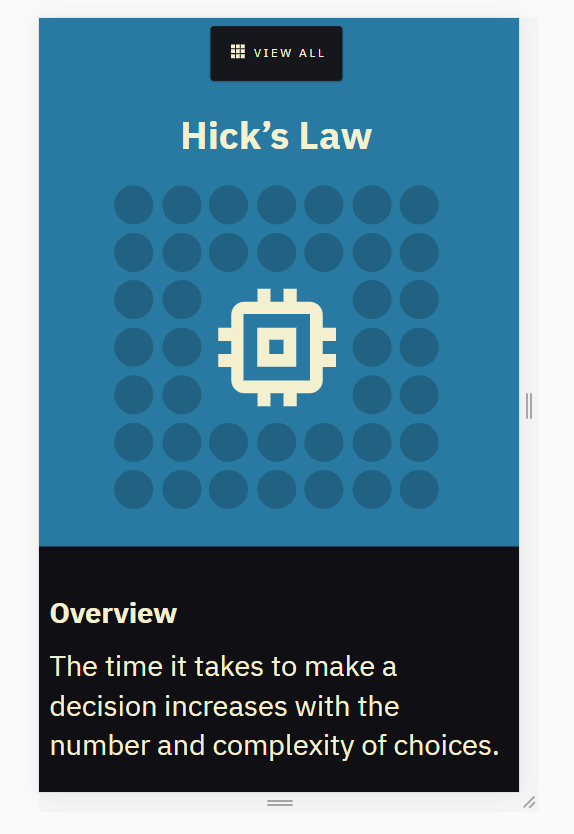 VIEW ALL
Hick’s Law
Overview
The time it takes to make a
decision increases with the
number and complexity of choices.